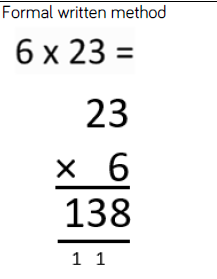 Formal written method
6 x 23 =
23
× 6
138
1 1